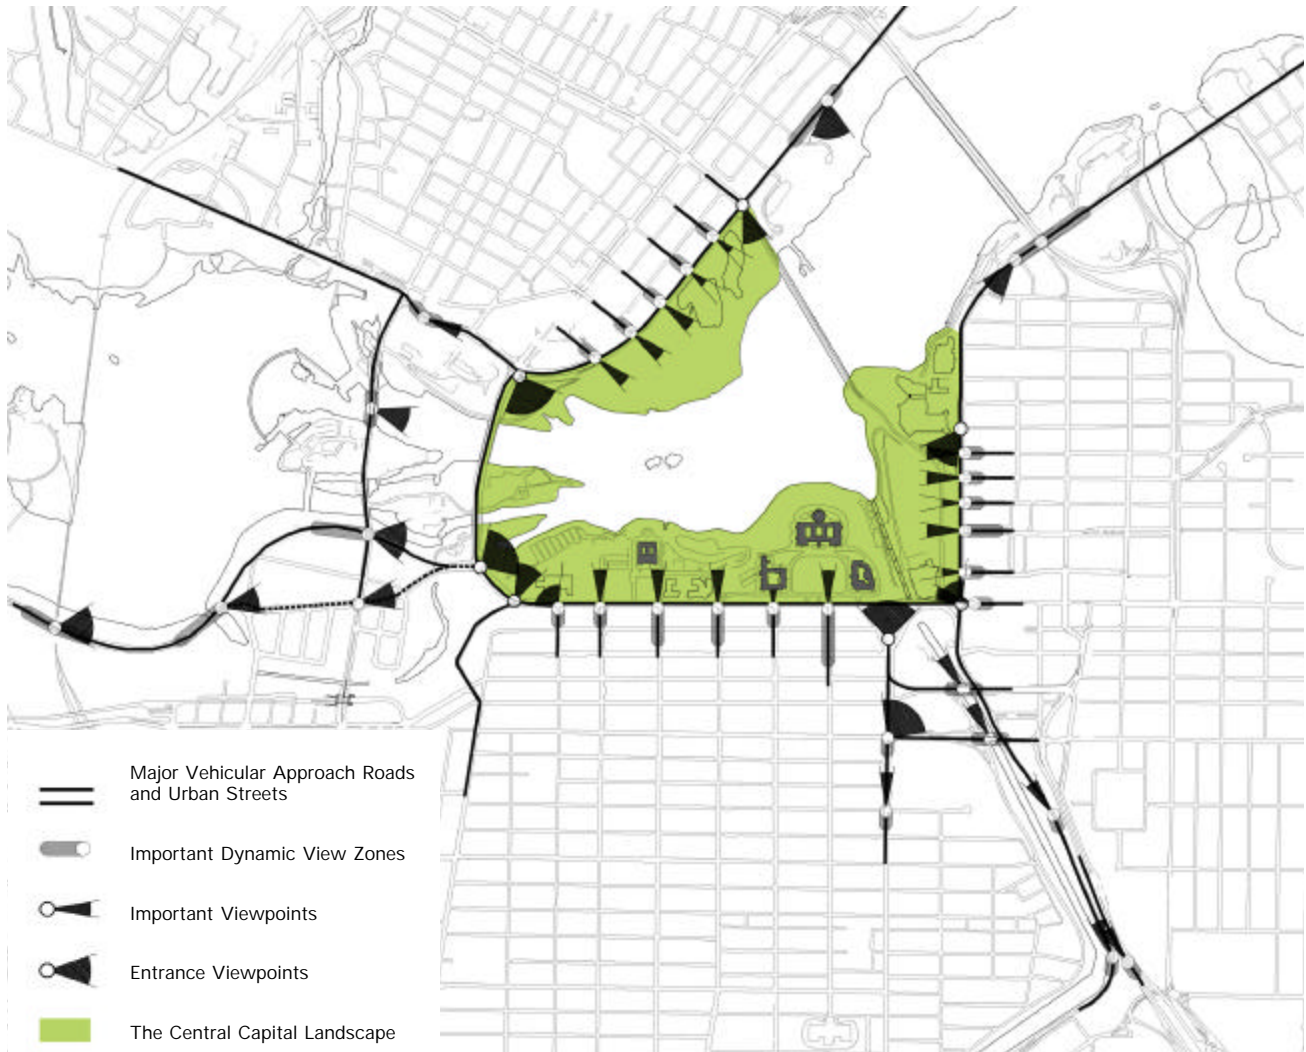 Major Vehicular Approach Roads
and Urban Streets
Important Dynamic View Zones
Important Viewpoints
Entrance Viewpoints
The Central Capital Landscape